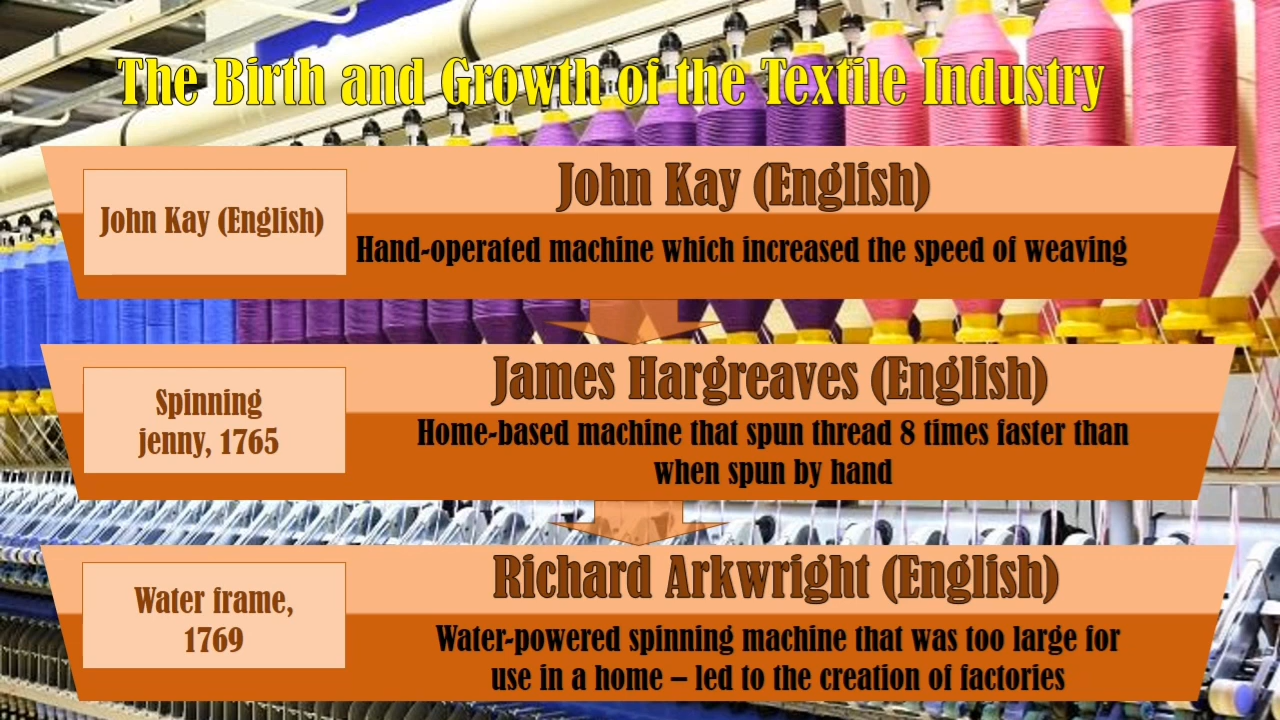 The Birth and Growth of the Textile Industry
John Kay (English)
John Kay (English)
Hand-operated machine which increased the speed of weaving
James Hargreaves (English)
Spinning
jenny, 1765
Home-based machine that spun thread 8 times faster than
when spun by hand
Richard Arkwright (English)
Water frame,
1769
Water-powered spinning machine that was too large for
use in a home – led to the creation of factories